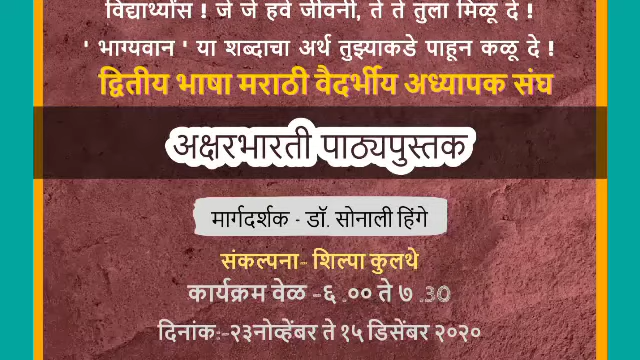 विद्यार्थ्यास ! जे जे हवे जीवनी, ते ते तुला मिळू दे !
' भाग्यवान ' या शब्दाचा अर्थ तुझ्याकडे पाहून कळू दे !
द्वितीय भाषा मराठी वैदर्भीय अध्यापक संघ
अक्षरभारती पाठ्यपुस्तक
मार्गदर्शक - डॉ. सोनाली हिंगे
संकल्पना- शिल्पा कुलथे
कार्यक्रम वेळ -६ .०० ते ७ .30
दिनांक:-२३नोव्हेंबर ते १५ डिसेंबर २०२०